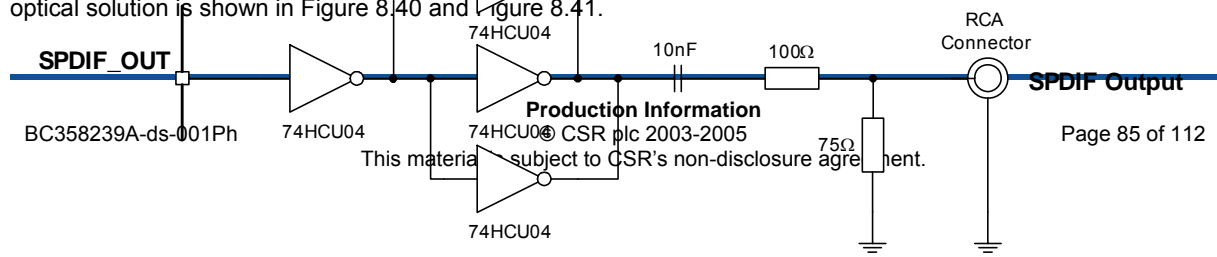 optical solution is shown in Figure 8.40 and Figure 8.41.
74HCU04
RCA
Connector
10nF
100Ω
SPDIF_OUT
SPDIF Output
Production Information
BC358239A-ds-001Ph
74HCU04
74HCU04
© CSR plc 2003-2005
Page 85 of 112
75Ω
This material is subject to CSR's non-disclosure agreement.
74HCU04